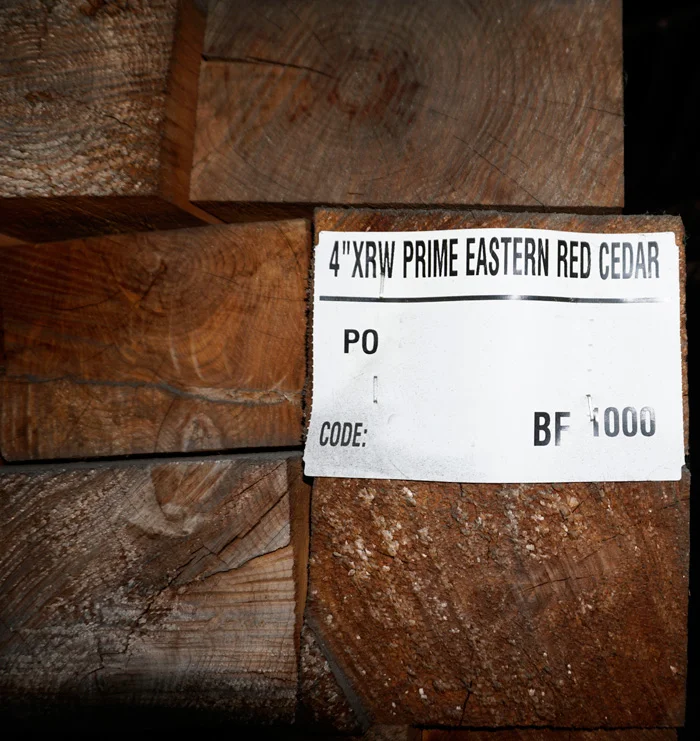 4"XRW PRIME EASTERN RED CEDAR
PO
CODE:
BF 1000